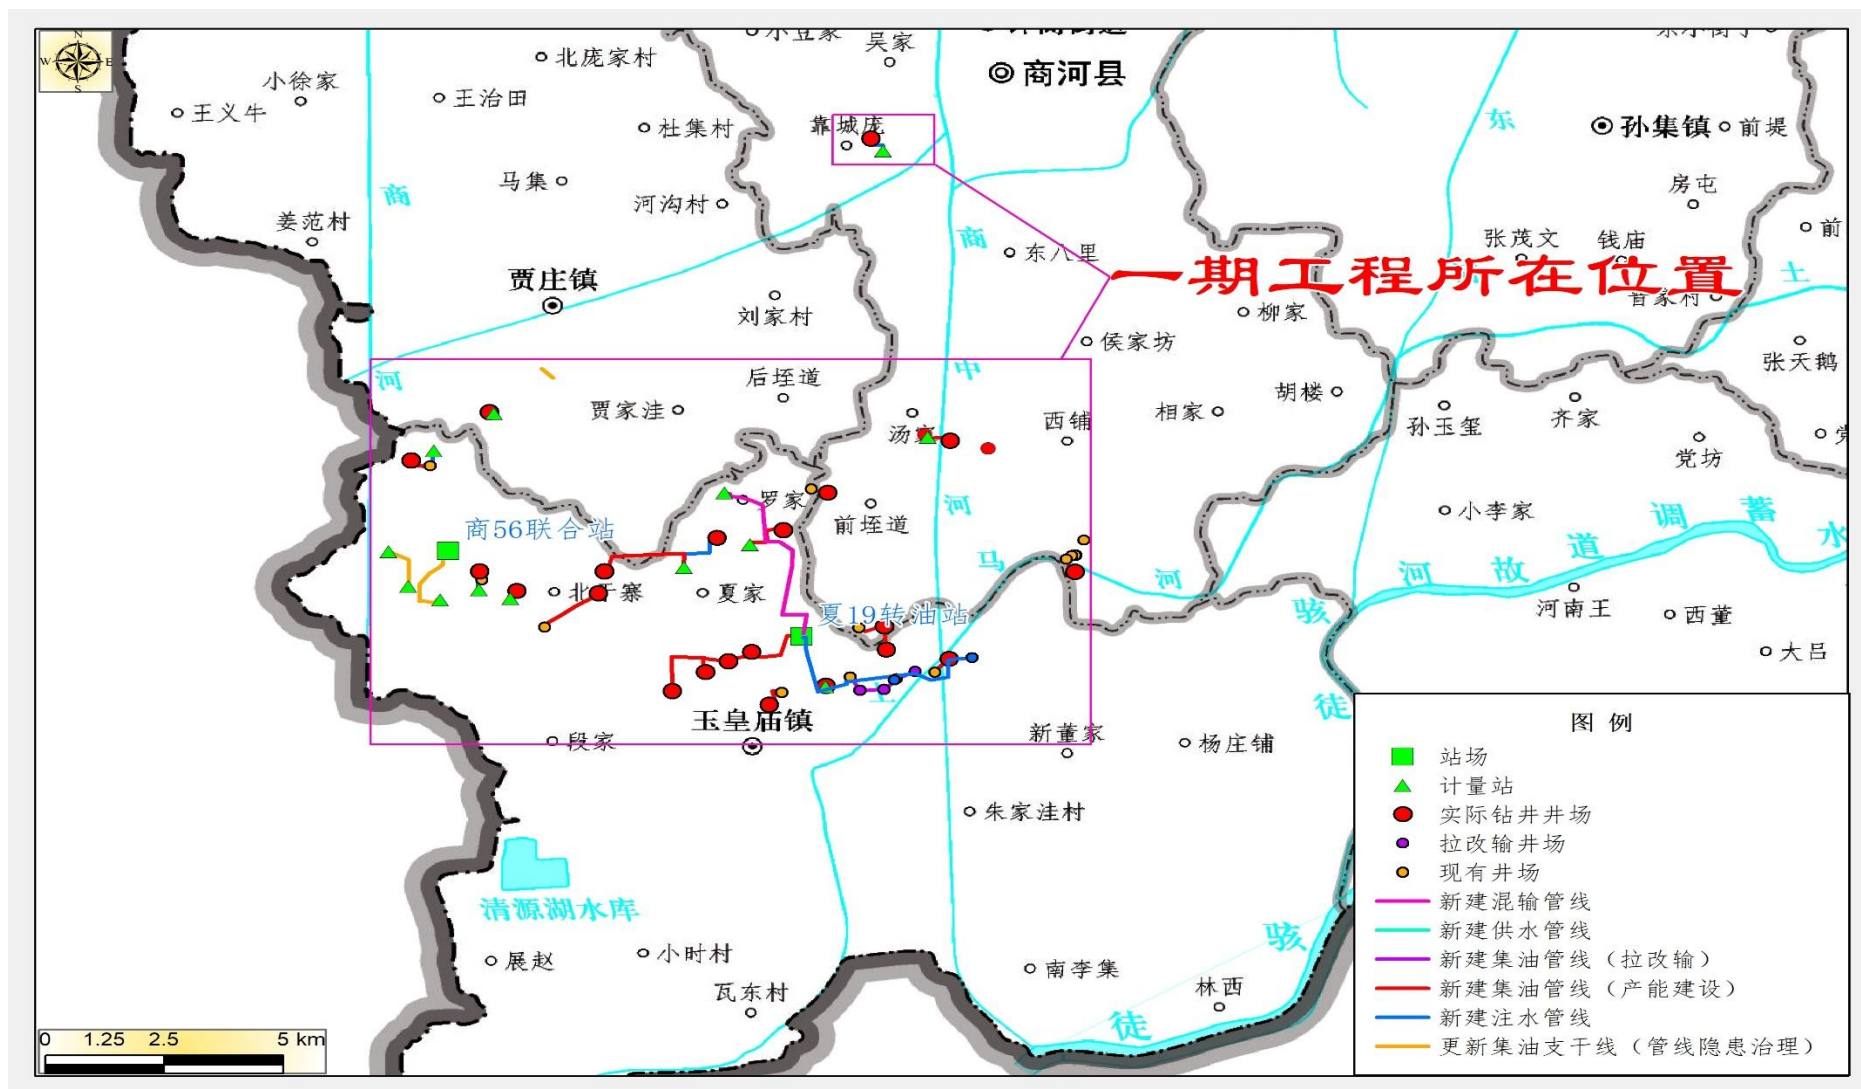 N
W
E
S
吴家
北庞家村
商河县
小徐家
王治田
王义牛
靠城庞
杜集村
东
孙集镇
前堤
马集
商
河沟村
房屯
姜范村
前
商
张茂文
钱庙
东八里
贾庄镇
一期工程所在位置
土
柳家
刘家村
侯家坊
张天鹅
河
后垤道
中
胡楼
贾家洼
西铺
相家
孙玉玺
齐家
党坊
罗家
前垤道
河
小李家
调
蓄
水
商56联合站
道
故
河
马
河
北于寨
夏家
夏19转油站
骇
河南王
西董
大吕
徒
土
玉皇庙镇
段家
新董家
杨庄铺
朱家洼村
清源湖水库
骇
展赵
小时村
南李集
瓦东村
林西
徒
0 1.25 2.5 5 km
图例
站场
计量站
实际钻井井场
拉改输井场
现有井场
新建混输管线
新建供水管线
新建集油管线（拉改输）
新建集油管线（产能建设）
新建注水管线
更新集油支干线（管线隐患治理）